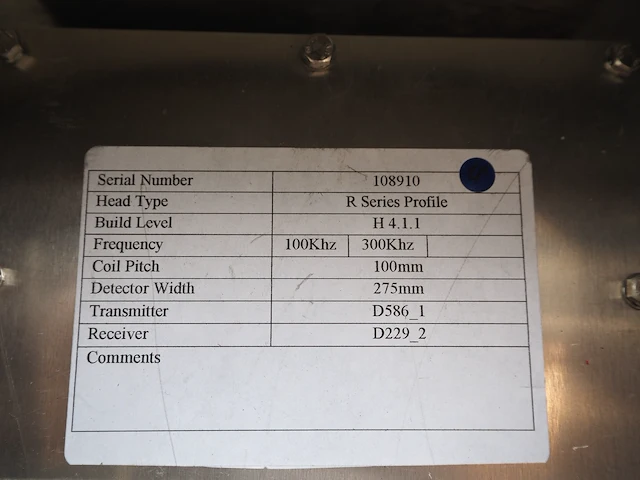 Serial Number 108910
Head Type R Series Profile
Build Level H 4.1.1
Frequency 100Khz 300Khz
Coil Pitch 100mm
Detector Width 275mm
Transmitter D586_1
Receiver D229_2
Comments